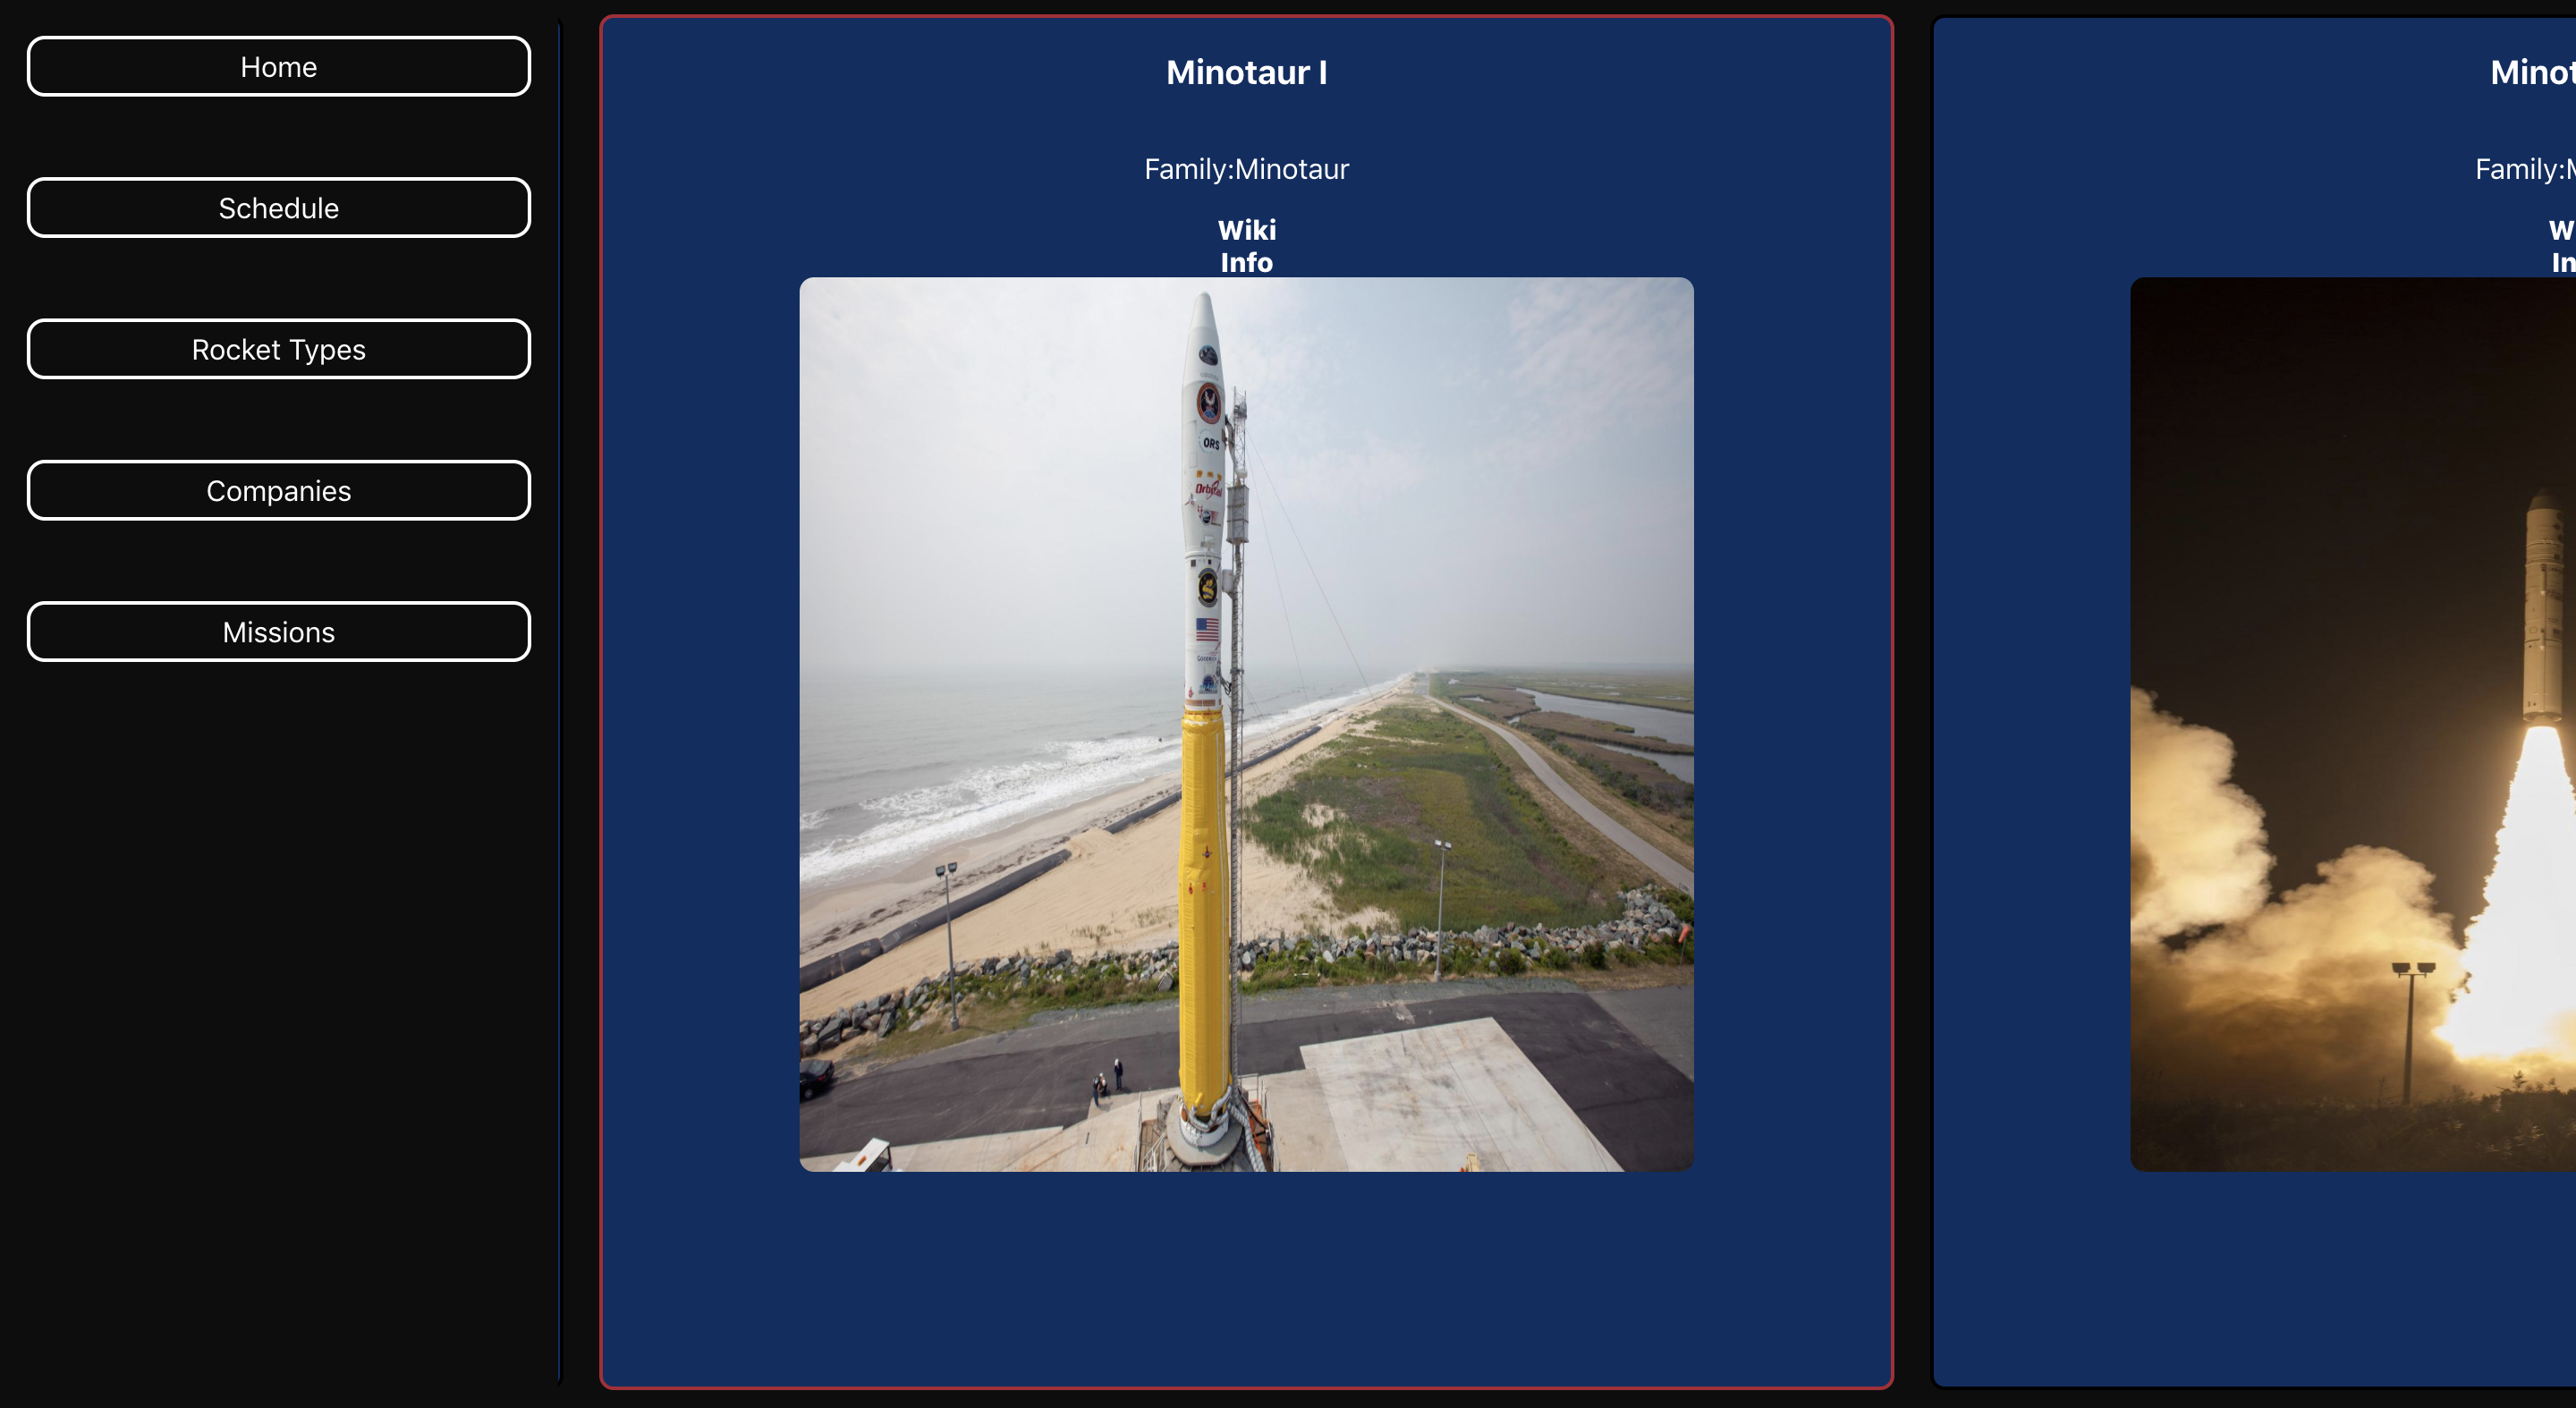 Home
Schedule
Rocket Types
Companies
Missions
Minotaur I
Family:Minotaur
Wiki
Info
ORS
Orbital
Minot
Family:M
W
In